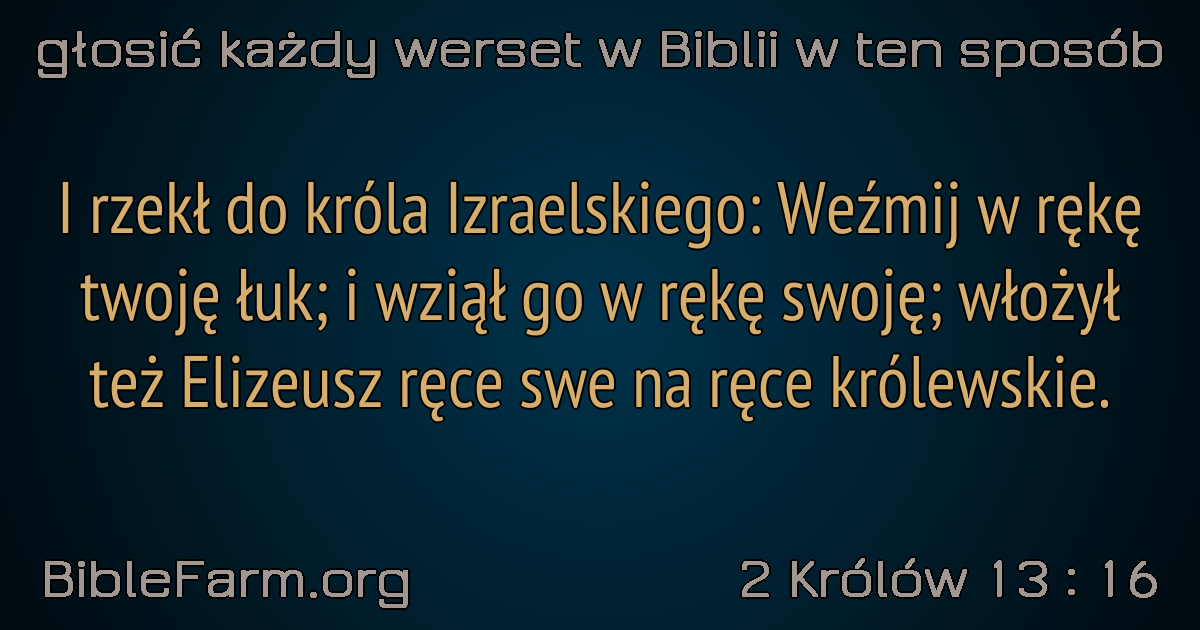 głosić każdy werset w Biblii w ten sposób
I rzekł do króla Izraelskiego: Weźmij w rękę
twoję łuk; i wziął go w rękę swoję; włożył
też Elizeusz ręce swe na ręce królewskie.
BibleFarm.org
2 Królów 13 : 16